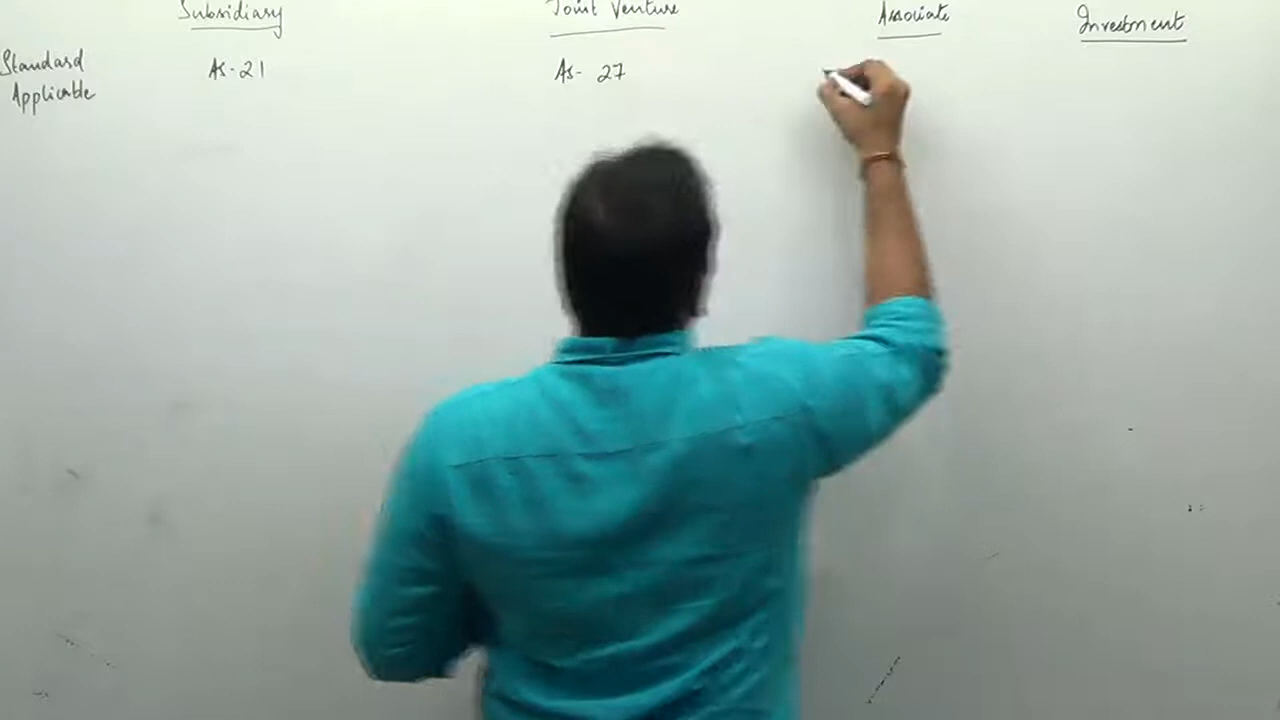 Subsidiary Joint Venture Associate Investment
Standard AS-21 AS- 27
Applicable